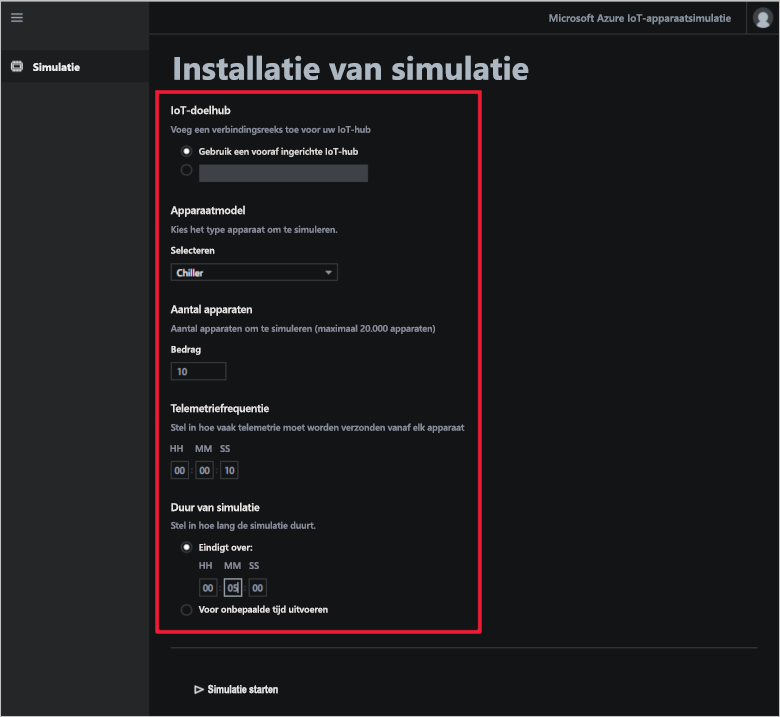 Microsoft Azure IoT-apparaatsimulatie
Simulatie
Installatie van simulatie
IoT-doelhub
Voeg een verbindingsreeks toe voor uw IoT-hub
Gebruik een vooraf ingerichte IoT-hub
Apparaatmodel
Kies het type apparaat om te simuleren.
Selecteren
Chiller
Aantal apparaten
Aantal apparaten om te simuleren (maximaal 20.000 apparaten)
Bedrag
10
Telemetriefrequentie
Stel in hoe vaak telemetrie moet worden verzonden vanaf elk apparaat
HH MM SS
00 : 00 : 10
Duur van simulatie
Stel in hoe lang de simulatie duurt.
Eindigt over:
HH MM SS
00 : 05 : 00
Voor onbepaalde tijd uitvoeren
Simulatie starten